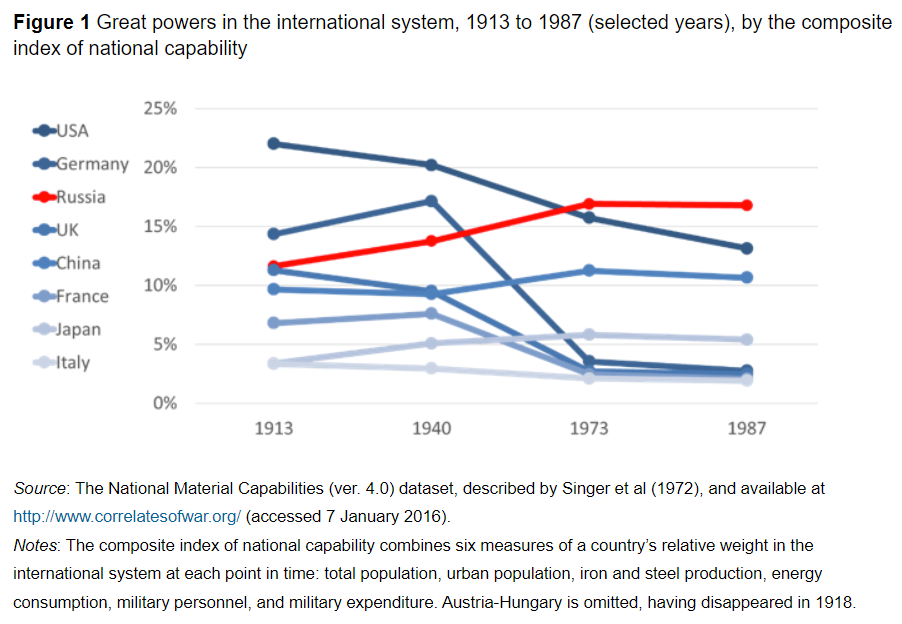 Figure 1 Great powers in the international system, 1913 to 1987 (selected years), by the composite
index of national capability
25%
USA
Germany
20%
Russia
15%
UK
China
10%
France
Japan
5%
Italy
0%
1913
1940
1973
1987
Source: The National Material Capabilities (ver. 4.0) dataset, described by Singer et al (1972), and available at
http://www.correlatesofwar.org/ (accessed 7 January 2016).
Notes: The composite index of national capability combines six measures of a country’s relative weight in the
international system at each point in time: total population, urban population, iron and steel production, energy
consumption, military personnel, and military expenditure. Austria-Hungary is omitted, having disappeared in 1918.